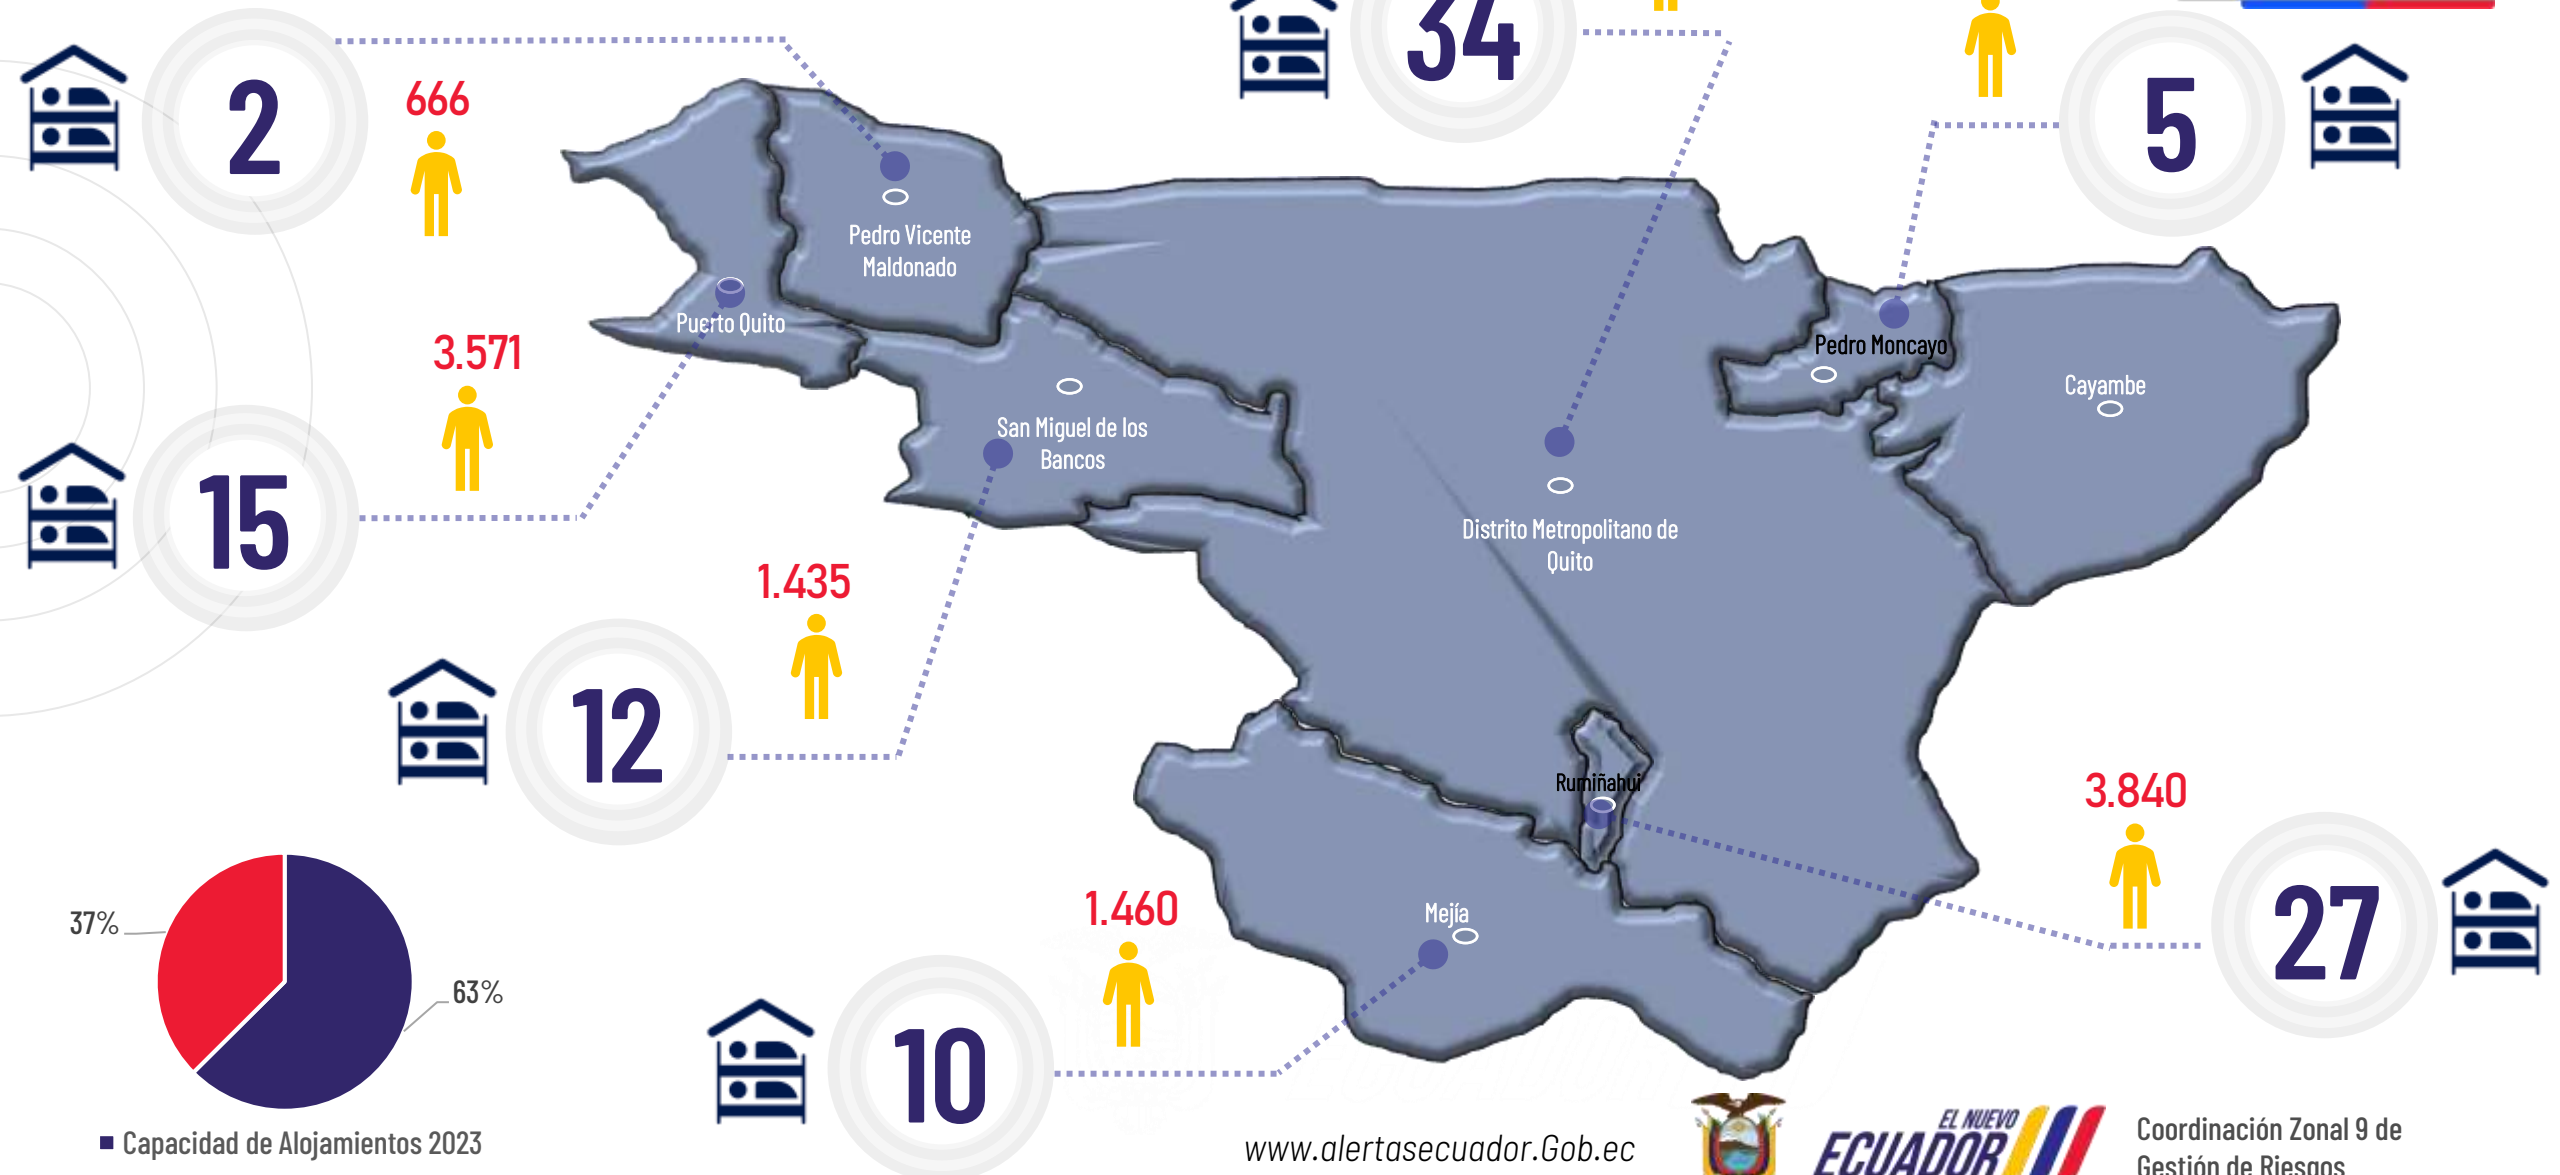 34
2
666
5
Pedro Vicente
Maldonado
Puerto Quito
Pedro Moncayo
3.571
Cayambe
San Miguel de los
Bancos
15
Distrito Metropolitano de
Quito
1.435
12
Rumiñahui
3.840
1.460
Mejía
27
37%
63%
10
Capacidad de Alojamientos 2023
www.alertasecuador.Gob.ec
EL NUEVO
ECUADOR
Coordinación Zonal 9 de
Gestión de Riesgos